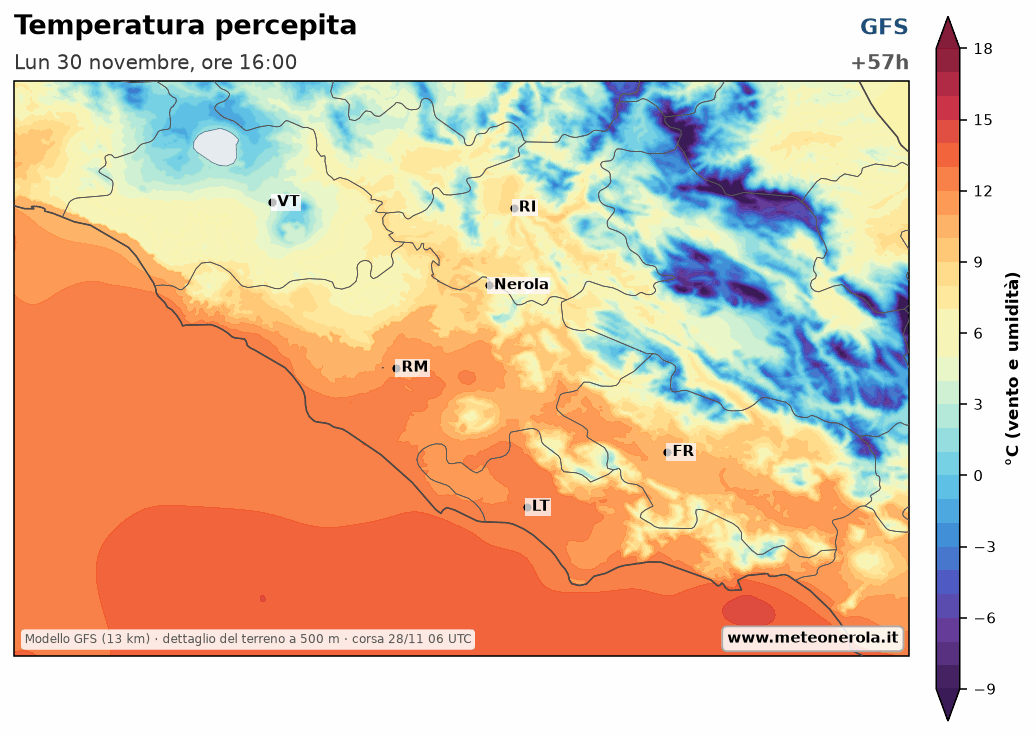 Temperatura percepita
GFS
Lun 30 novembre, ore 16:00
+57h
VT
RI
Nerola
RM
FR
LT
Modello GFS (13 km) · dettaglio del terreno a 500 m · corsa 28/11 06 UTC
www.meteonerola.it
18
15
12
9
6
3
0
−3
−6
−9
°C (vento e umidità)